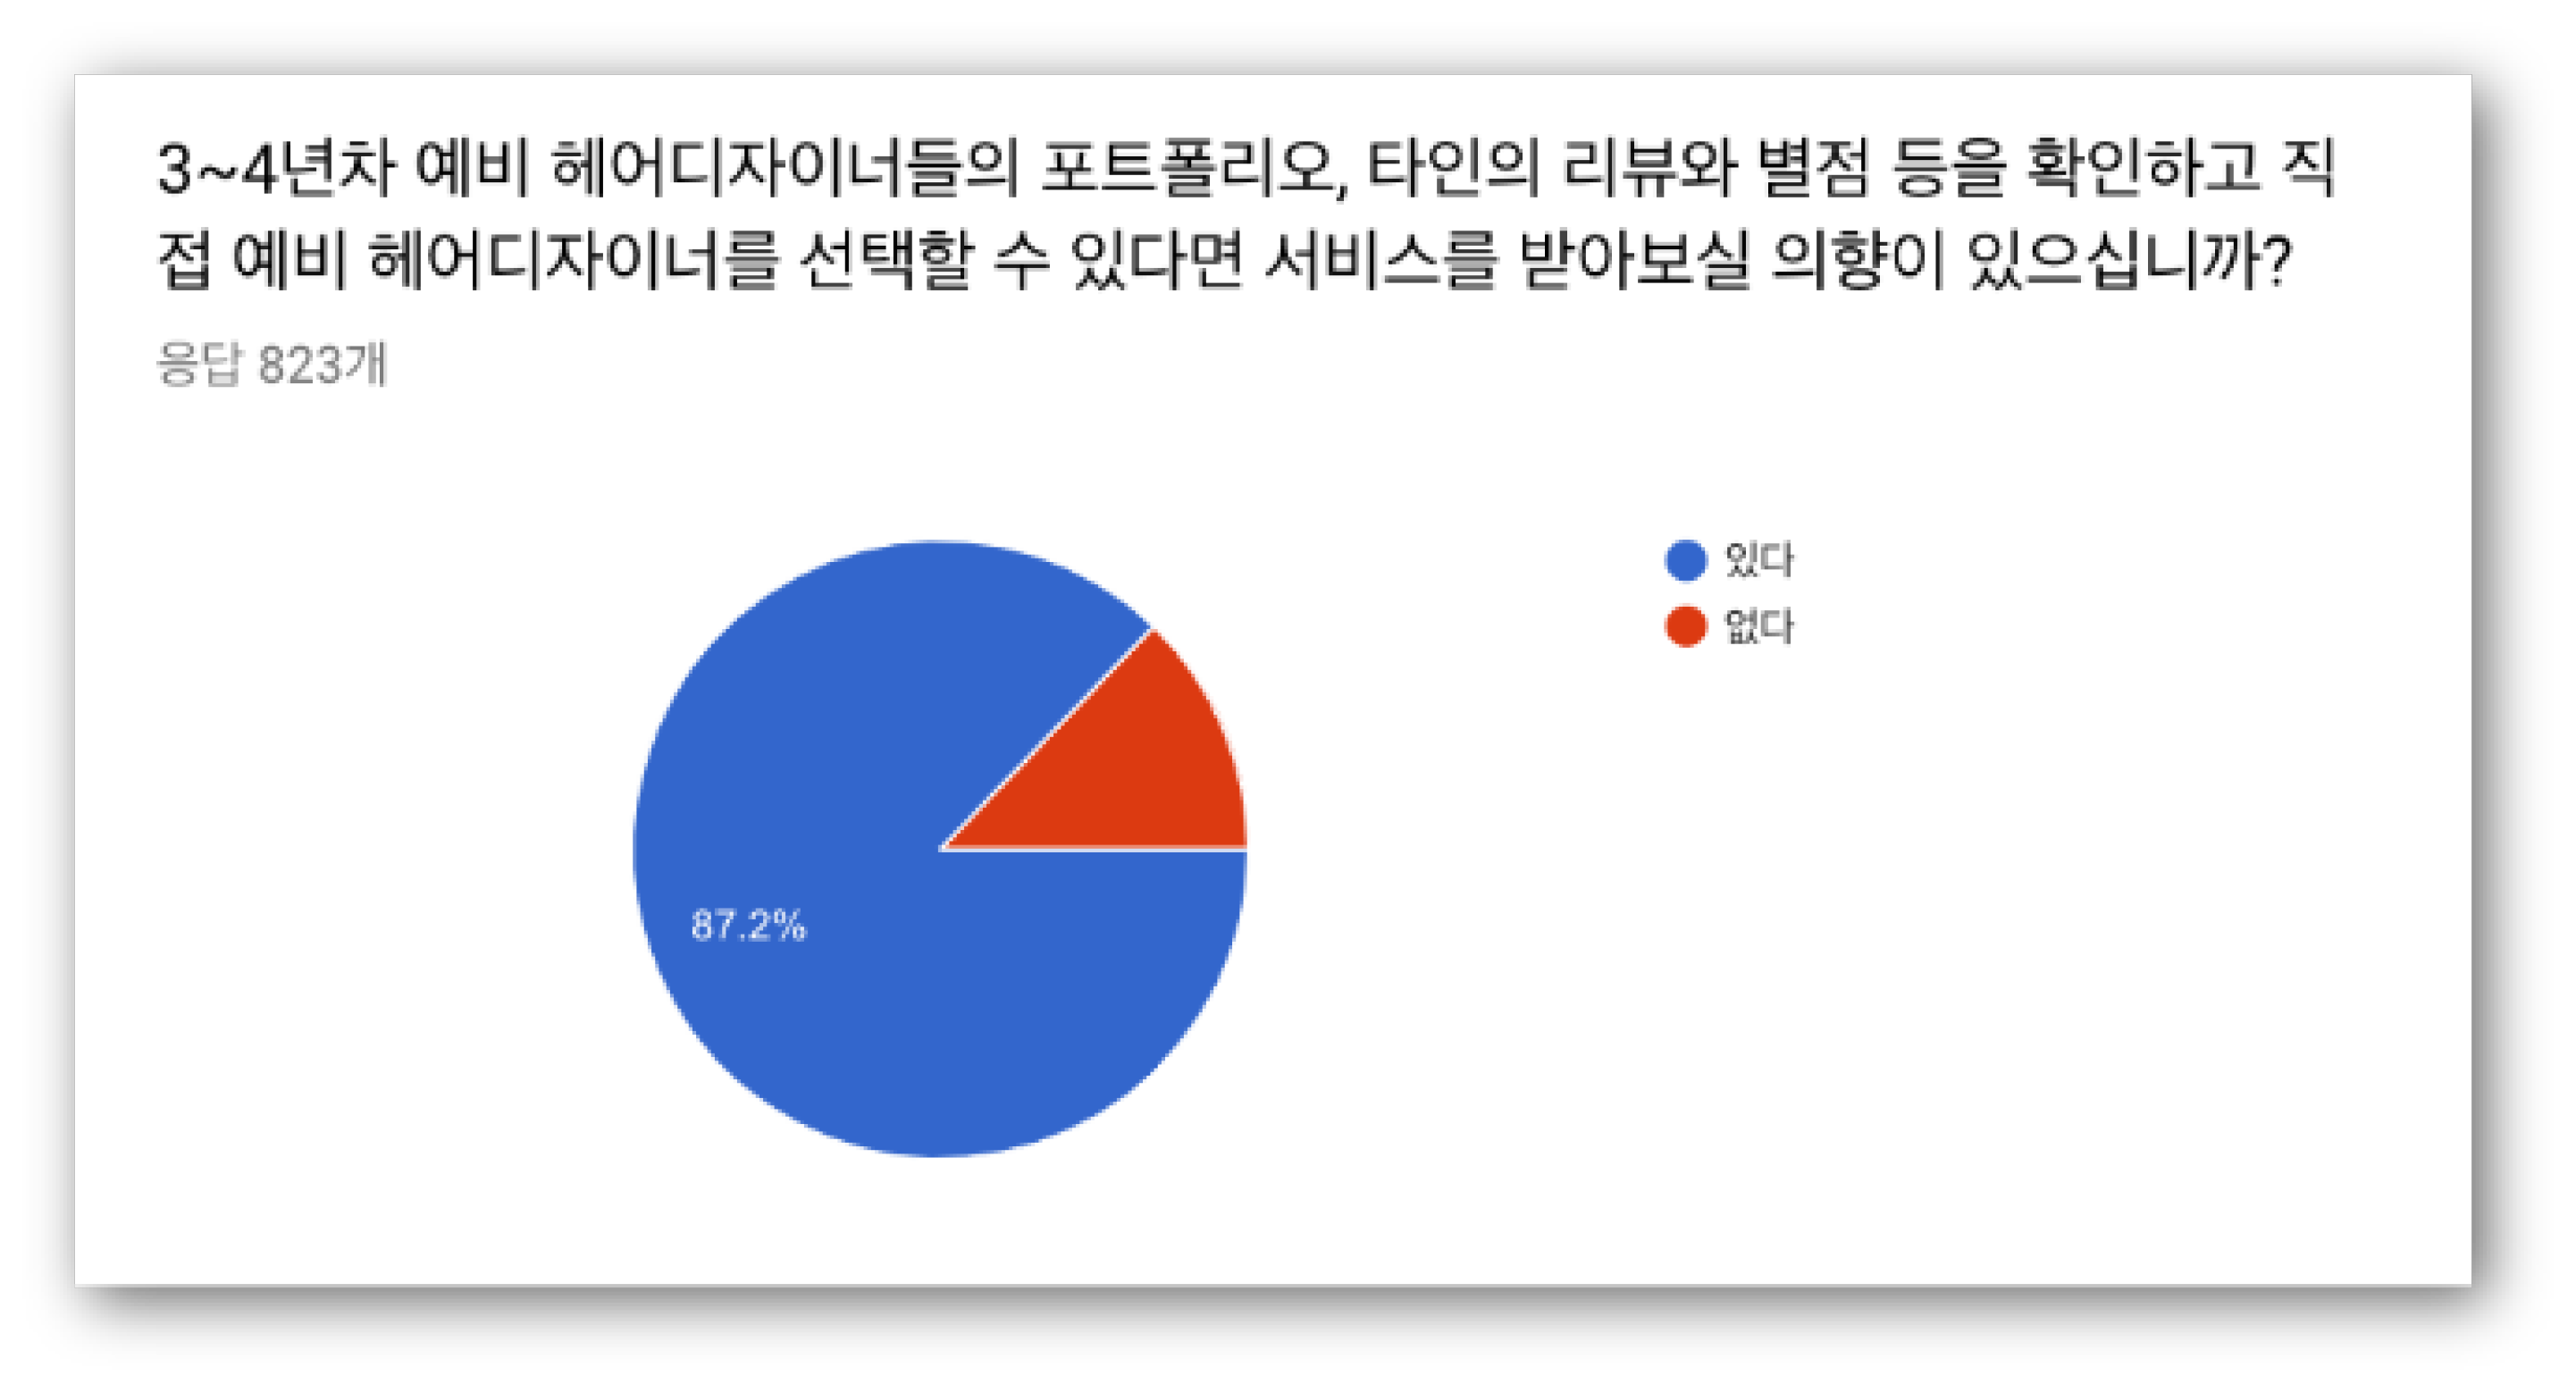 3~4년차 예비 헤어디자이너들의 포트폴리오, 타인의 리뷰와 별점 등을 확인하고 직
접 예비 헤어디자이너를 선택할 수 있다면 서비스를 받아보실 의향이 있으십니까?
응답 823개
있다
없다
87.2%